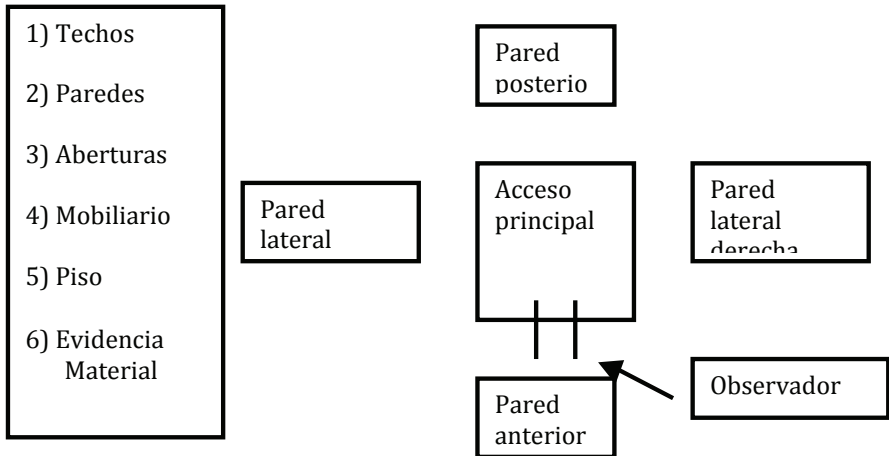 1) Techos
2) Paredes
3) Aberturas
4) Mobiliario
5) Piso
6) Evidencia
Material
Pared
posterio
Pared
lateral
Acceso
principal
Pared
lateral
derecha
Observador
Pared
anterior